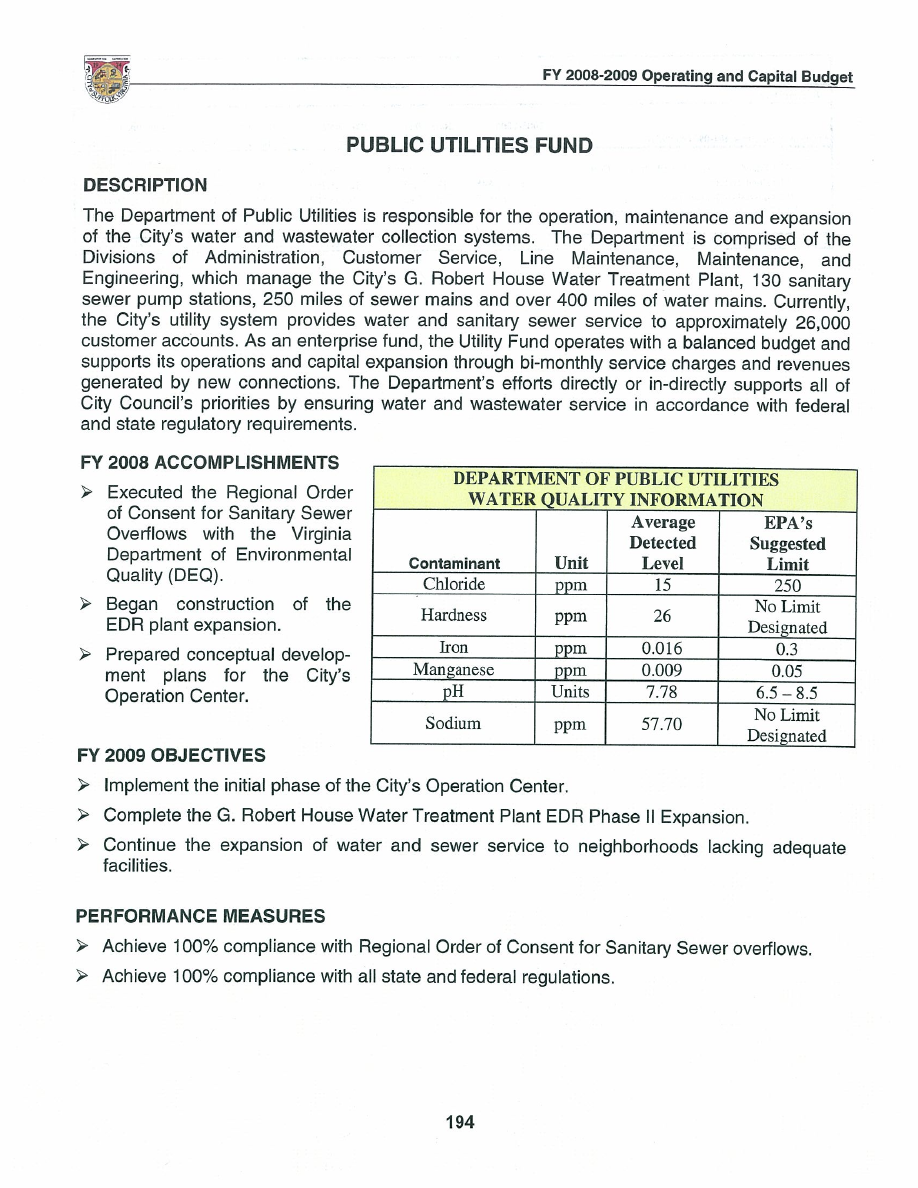 FY 2008-2009 Operating and Capital Budget
PUBLIC UTILITIES FUND
DESCRIPTION
The Department of Public Utilities is responsible for the operation, maintenance and expansion
of the City's water and wastewater collection systems. The Department is comprised of the
Divisions of Administration, Customer Service, Line Maintenance, Maintenance, and
Engineering, which manage the City's G. Robert House Water Treatment Plant, 130 sanitary
sewer pump stations, 250 miles of sewer mains and over 400 miles of water mains. Currently,
the City's utility system provides water and sanitary sewer service to approximately 26,000
customer accounts. As an enterprise fund, the Utility Fund operates with a balanced budget and
supports its operations and capital expansion through bi-monthly service charges and revenues
generated by new connections. The Department's efforts directly or in-directly supports all of
City Council's priorities by ensuring water and wastewater service in accordance with federal
and state regulatory requirements.
FY 2008 ACCOMPLISHMENTS
➢ Executed the Regional Order
of Consent for Sanitary Sewer
Overflows with the Virginia
Department of Environmental
Quality (DEQ).
➢ Began construction of the
EDR plant expansion.
➢ Prepared conceptual develop-
ment plans for the City's
Operation Center.
DEPARTMENT OF PUBLIC UTILITIES
WATER QUALITY INFORMATION
Contaminant Unit Average Detected Level EPA's Suggested Limit
Chloride ppm 15 250
Hardness ppm 26 No Limit Designated
Iron ppm 0.016 0.3
Manganese ppm 0.009 0.05
pH Units 7.78 6.5 – 8.5
Sodium ppm 57.70 No Limit Designated
FY 2009 OBJECTIVES
➢ Implement the initial phase of the City's Operation Center.
➢ Complete the G. Robert House Water Treatment Plant EDR Phase II Expansion.
➢ Continue the expansion of water and sewer service to neighborhoods lacking adequate
facilities.
PERFORMANCE MEASURES
➢ Achieve 100% compliance with Regional Order of Consent for Sanitary Sewer overflows.
➢ Achieve 100% compliance with all state and federal regulations.
194